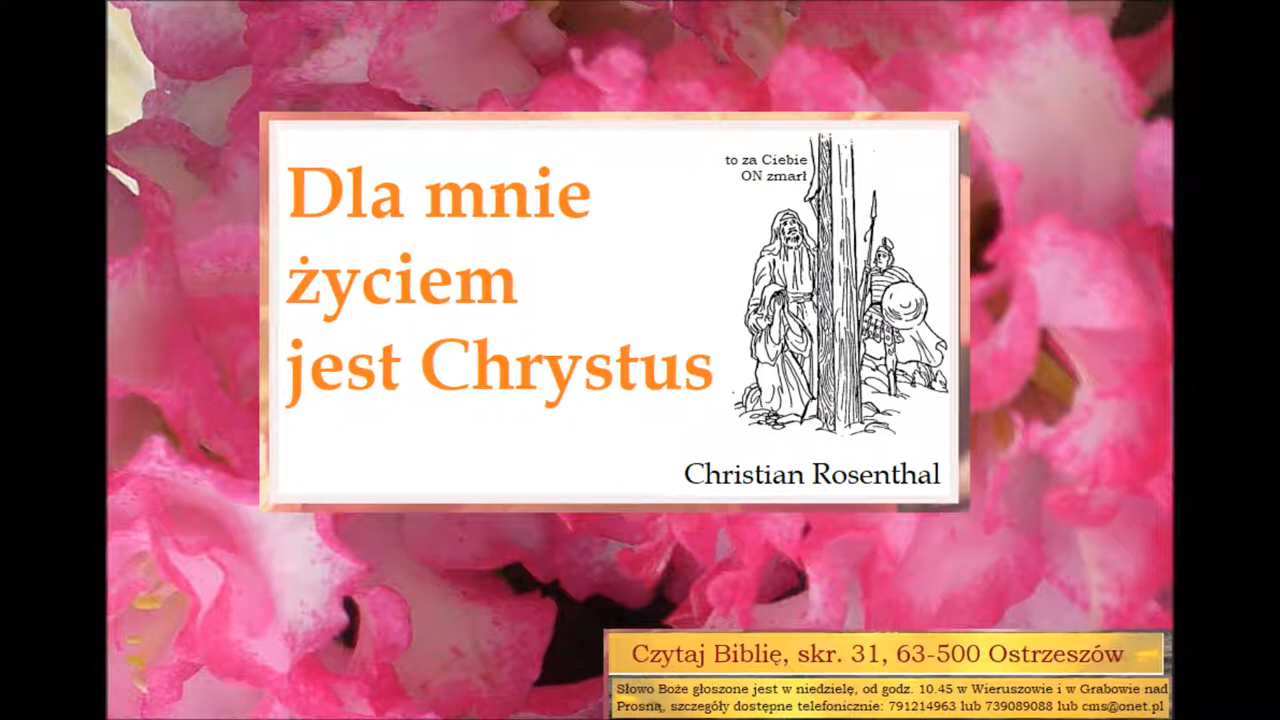 Dla mnie
życiem
jest Chrystus
to za Ciebie
ON zmarł
Christian Rosenthal
Czytaj Biblię, skr. 31, 63-500 Ostrzeszów
Słowo Boże głoszone jest w niedzielę, od godz. 10.45 w Wieruszowie i w Grabowie nad
Prosną, szczegóły dostępne telefonicznie: 791214963 lub 739089088 lub cms@onet.pl